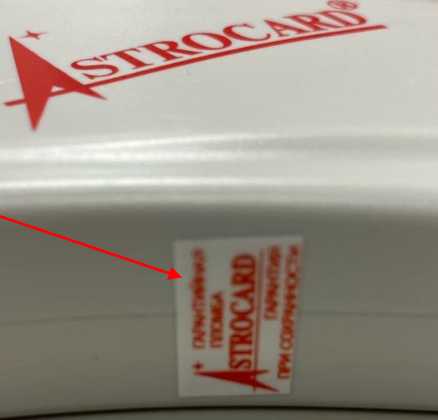 ASTROCARD®
ГАРАНТИЙНАЯ
ПЛОМБА
ASTROCARD
ГАРАНТИЯ
ПРИ СОХРАННОСТИ